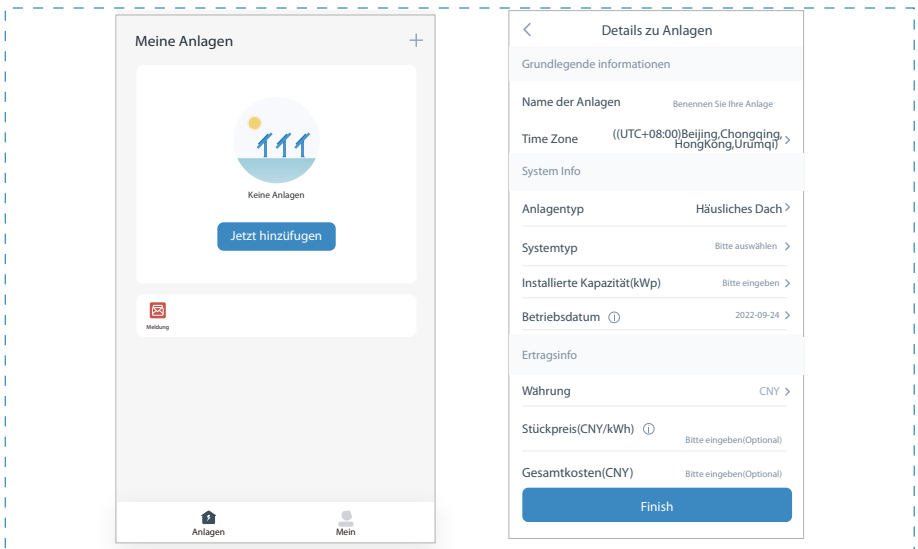 Meine Anlagen
Keine Anlagen
Jetzt hinzufügen
Meldung
Anlagen
Mein
Details zu Anlagen
Grundlegende informationen
Name der Anlagen Benennen Sie Ihre Anlage
Time Zone ((UTC+08:00)Beijing,Chongqing,
HongKong,Urumqi)
System Info
Anlagentyp Häusliches Dach
Systemtyp Bitte auswählen
Installierte Kapazität(kWp) Bitte eingeben
Betriebsdatum 2022-09-24
Ertragsinfo
Währung CNY
Stückpreis(CNY/kWh) Bitte eingeben(Optional)
Gesamtkosten(CNY) Bitte eingeben(Optional)
Finish